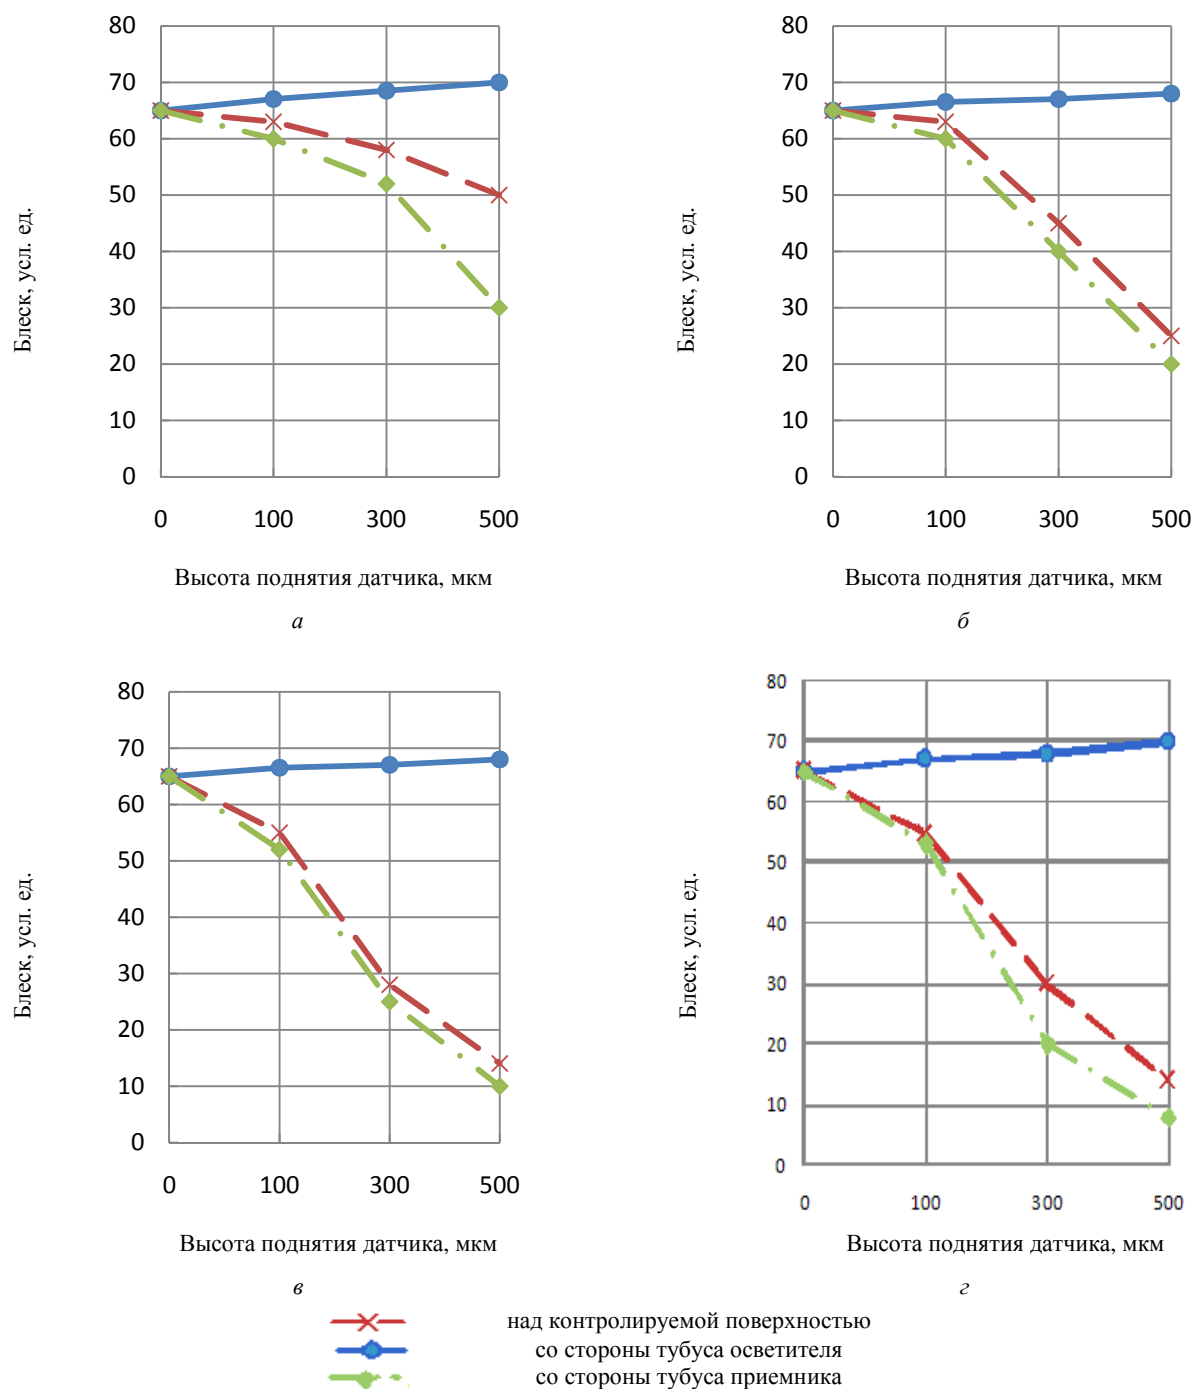 80
70
60
50
40
30
20
10
0
0 100 300 500
Блеск, усл. ед.
Высота поднятия датчика, мкм
а
80
70
60
50
40
30
20
10
0
0 100 300 500
Блеск, усл. ед.
Высота поднятия датчика, мкм
б
80
70
60
50
40
30
20
10
0
0 100 300 500
Блеск, усл. ед.
Высота поднятия датчика, мкм
в
80
70
60
50
40
30
20
10
0
0 100 300 500
Блеск, усл. ед.
Высота поднятия датчика, мкм
г
над контролируемой поверхностью
со стороны тубуса осветителя
со стороны тубуса приемника